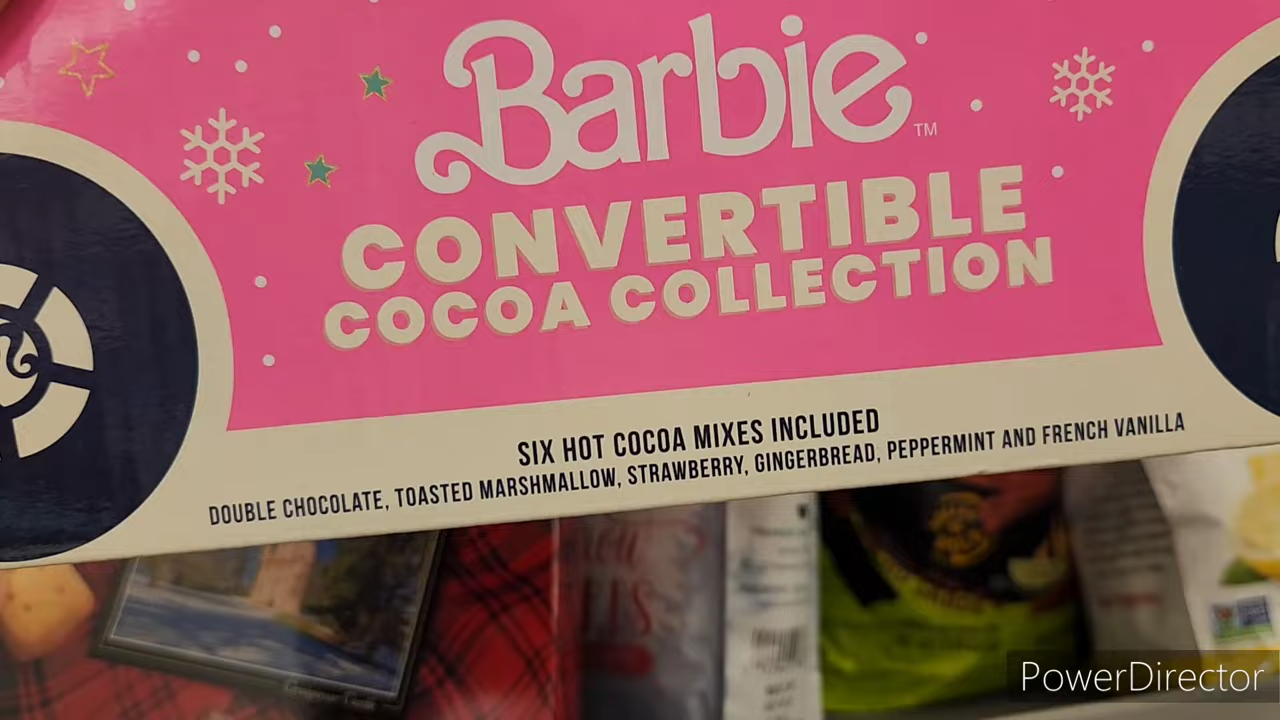 Barbie™
CONVERTIBLE
COCOA COLLECTION
SIX HOT COCOA MIXES INCLUDED
DOUBLE CHOCOLATE, TOASTED MARSHMALLOW, STRAWBERRY, GINGERBREAD, PEPPERMINT AND FRENCH VANILLA
PowerDirector